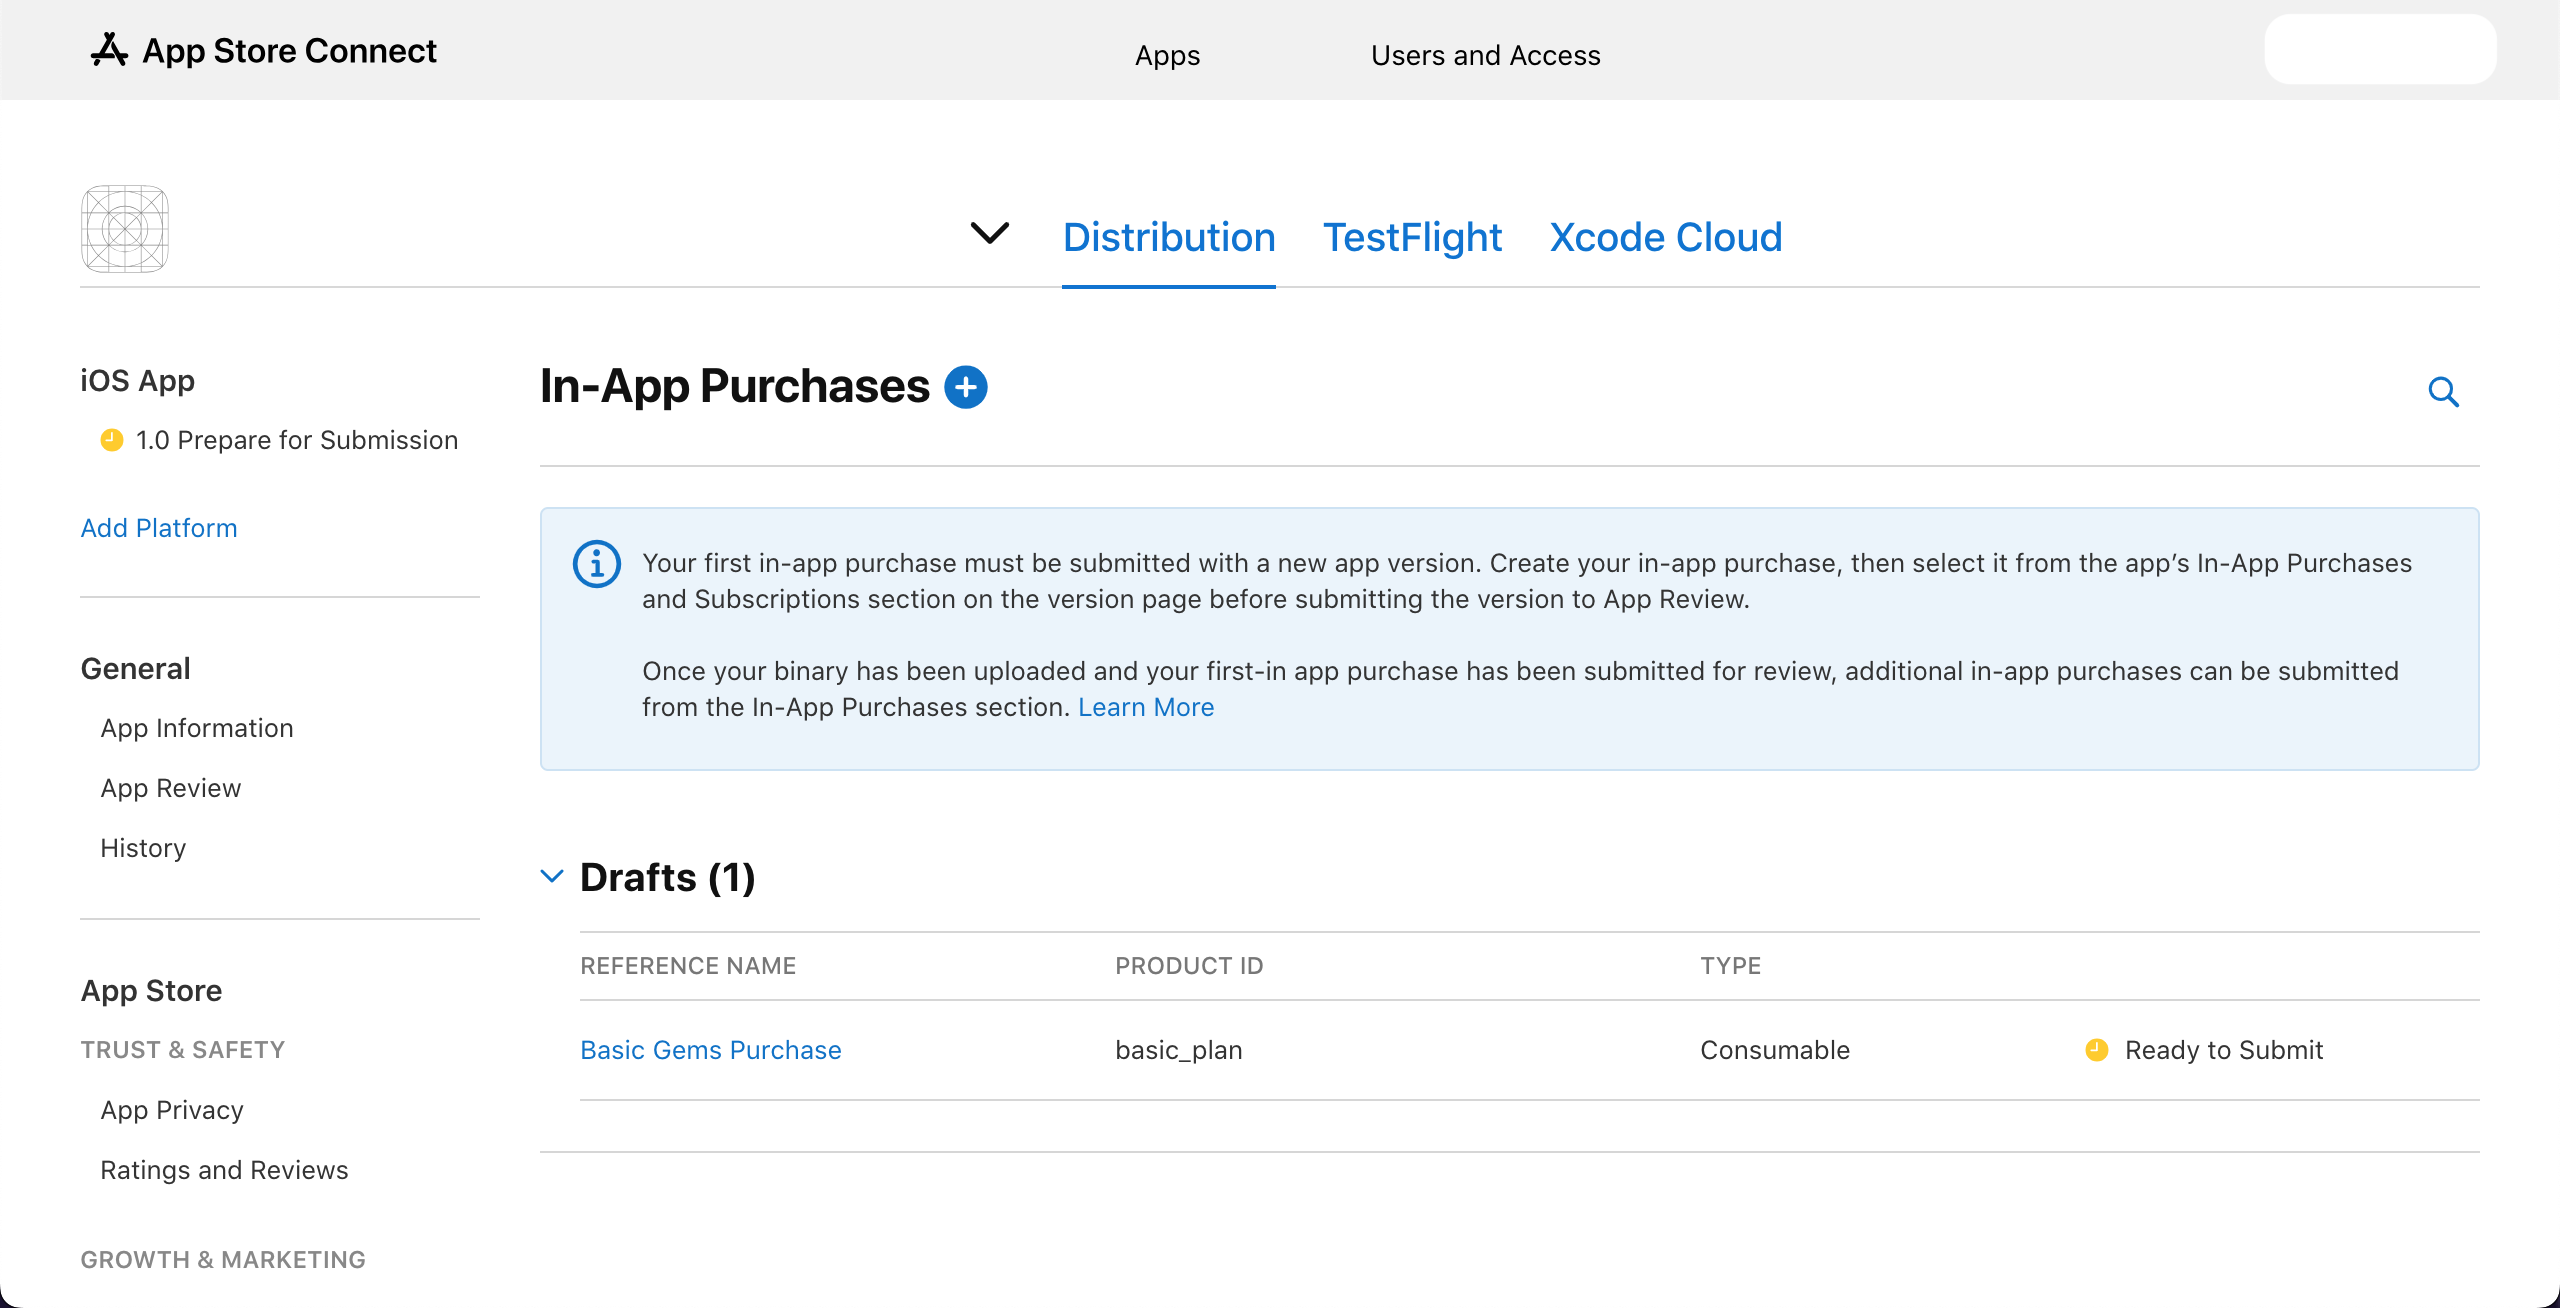 App Store Connect
Apps
Users and Access
Distribution
TestFlight
Xcode Cloud
iOS App
1.0 Prepare for Submission
Add Platform
General
App Information
App Review
History
App Store
TRUST & SAFETY
App Privacy
Ratings and Reviews
GROWTH & MARKETING
In-App Purchases
Your first in-app purchase must be submitted with a new app version. Create your in-app purchase, then select it from the app’s In-App Purchases
and Subscriptions section on the version page before submitting the version to App Review.
Once your binary has been uploaded and your first-in app purchase has been submitted for review, additional in-app purchases can be submitted
from the In-App Purchases section. Learn More
Drafts (1)
REFERENCE NAME PRODUCT ID TYPE
Basic Gems Purchase basic_plan Consumable Ready to Submit